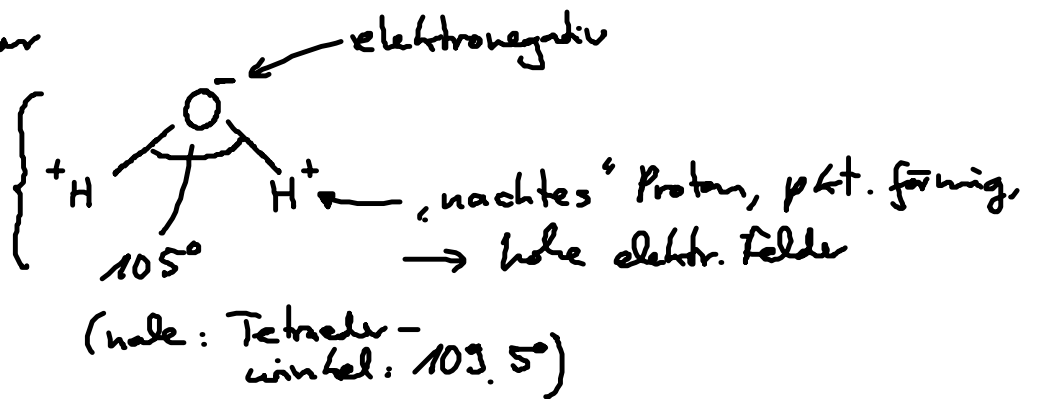 elektronegativ
O⁻
⁺H H⁺
„nacktes“ Proton, pkt. förmig,
→ hohe elektr. Felder
105°
(nahe: Tetraeder-
winkel: 109.5°)